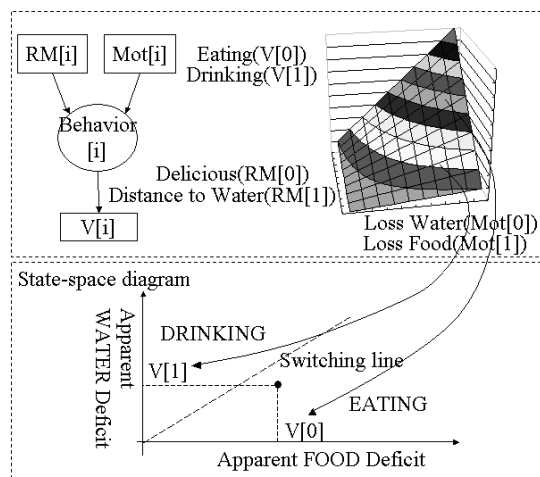 RM[i]
Mot[i]
Behavior
[i]
V[i]
Eating(V[0])
Drinking(V[1])
Delicious(RM[0])
Distance to Water(RM[1])
Loss Water(Mot[0])
Loss Food(Mot[1])
State-space diagram
Apparent
WATER Deficit
DRINKING
V[1]
Switching line
EATING
V[0]
Apparent FOOD Deficit